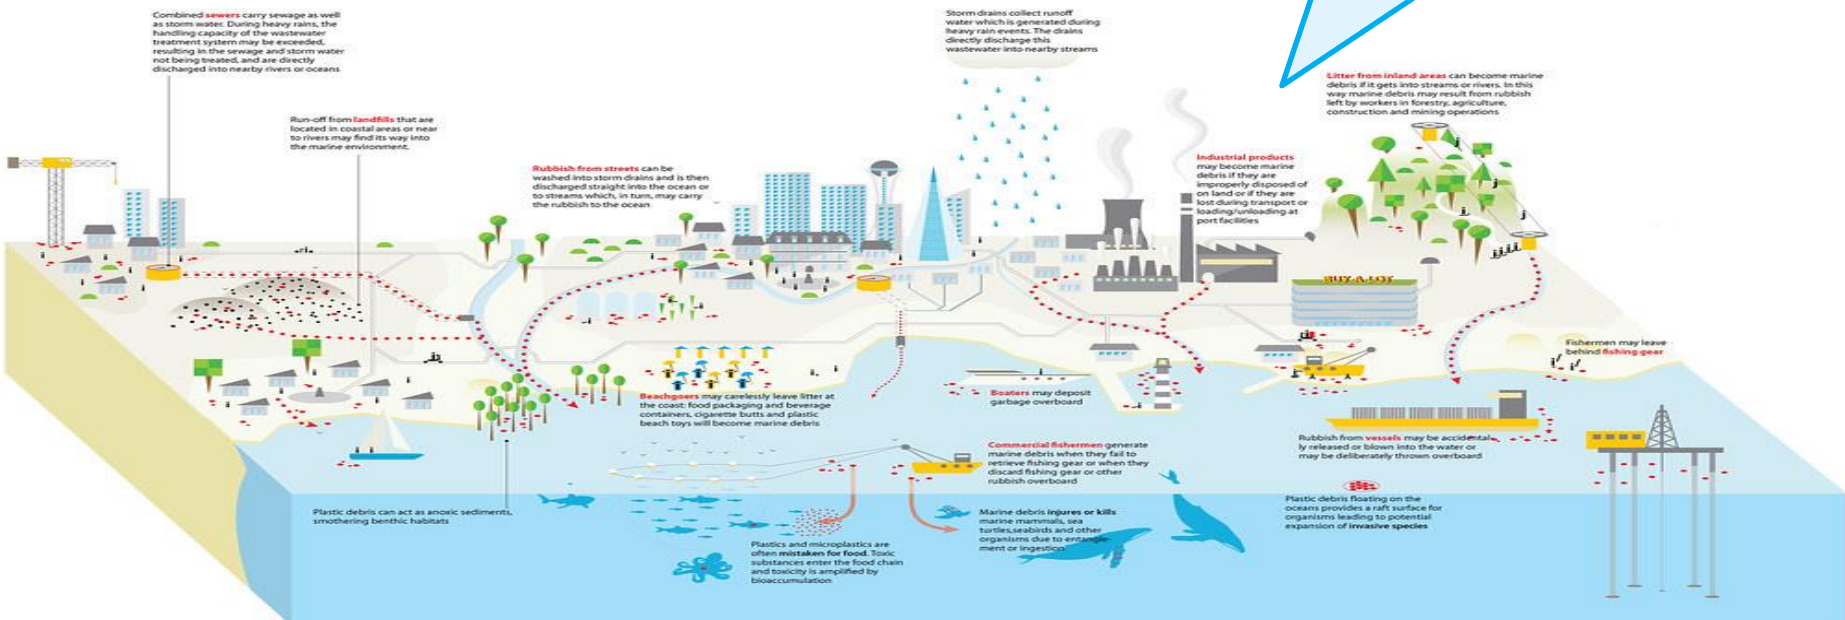 Combined sewers carry sewage as well
as storm water. During heavy rains, the
handling capacity of the wastewater
treatment system may be exceeded,
resulting in the sewage and storm water
not being treated, and are directly
discharged into nearby rivers or oceans
Storm drains collect runoff
water which is generated during
heavy rain events. The drains
directly discharge this
wastewater into nearby streams
Litter from inland areas can become marine
debris if it gets into streams or rivers. In this
way marine debris may result from rubbish
left by workers in forestry, agriculture,
construction and mining operations
Run-off from landfills that are
located in coastal areas or near
to rivers may find its way into
the marine environment.
Rubbish from streets can be
washed into storm drains and is then
discharged straight into the ocean or
to streams which, in turn, may carry
the rubbish to the ocean
Industrial products
may become marine
debris if they are
improperly disposed of
on land or if they are
lost during transport or
loading/unloading at
port facilities
BUY-A-LOT
Fishermen may leave
behind fishing gear
Beachgoers may carelessly leave litter at
the coast: food packaging and beverage
containers, cigarette butts and plastic
beach toys will become marine debris
Boaters may deposit
garbage overboard
Commercial fishermen generate
marine debris when they fail to
retrieve fishing gear or when they
discard fishing gear or other
rubbish overboard
Rubbish from vessels may be accidental-
ly released or blown into the water or
may be deliberately thrown overboard
Plastic debris can act as anoxic sediments,
smothering benthic habitats
Plastics and microplastics are
often mistaken for food. Toxic
substances enter the food chain
and toxicity is amplified by
bioaccumulation
Marine debris injures or kills
marine mammals, sea
turtles,seabirds and other
organisms due to entangle-
ment or ingestion
Plastic debris floating on the
oceans provides a raft surface for
organisms leading to potential
expansion of invasive species